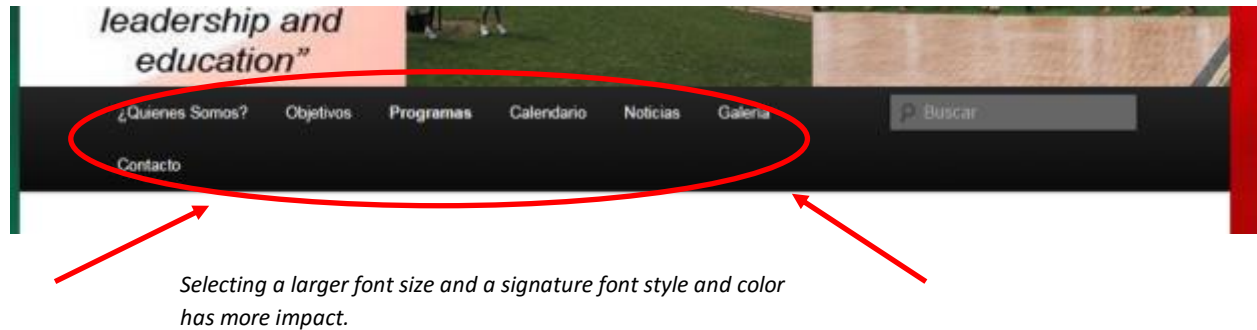 leadership and
education”
¿Quienes Somos? Objetivos Programas Calendario Noticias Galeria Buscar
Contacto
Selecting a larger font size and a signature font style and color
has more impact.